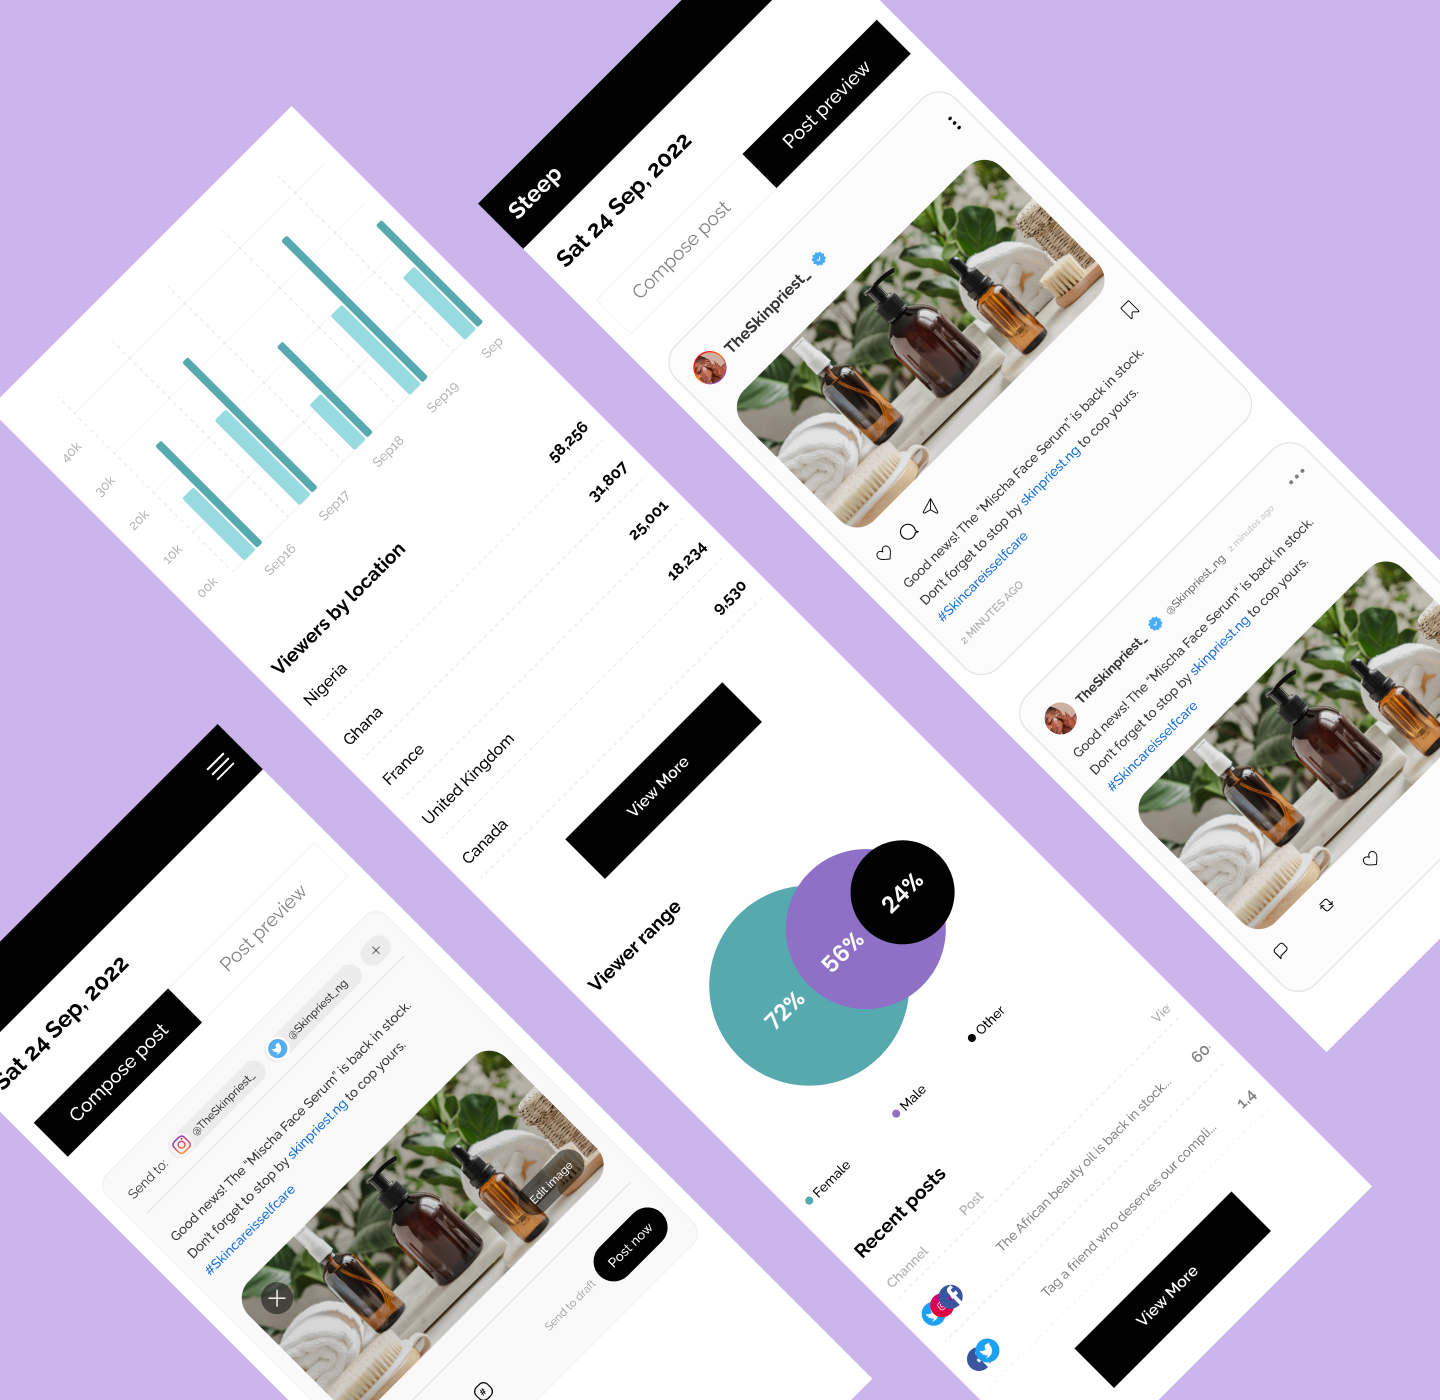 40k
30k
20k
10k
00k
Sep16
Sep17
Sep18
Sep19
Sep
Viewers by location
Nigeria 58,256
Ghana 31,807
France 25,001
United Kingdom 18,234
Canada 9,530
View More
Viewer range
72%
56%
24%
Female
Male
Other
Recent posts
Channel Post Vie
The African beauty oil is back in stock... 60
Tag a friend who deserves our compli... 1.4
View More
Steep
Sat 24 Sep, 2022
Compose post
Post preview
TheSkinpriest_
Good news! The "Mischa Face Serum" is back in stock.
Don't forget to stop by skinpriest.ng to cop yours.
#Skincareisselfcare
2 MINUTES AGO
TheSkinpriest_ @Skinpriest_ng 2 minutes ago
Good news! The "Mischa Face Serum" is back in stock.
Don't forget to stop by skinpriest.ng to cop yours.
#Skincareisselfcare
Sat 24 Sep, 2022
Compose post
Post preview
Send to: @TheSkinpriest_ @Skinpriest_ng +
Good news! The "Mischa Face Serum" is back in stock.
Don't forget to stop by skinpriest.ng to cop yours.
#Skincareisselfcare
Edit image
#
Send to draft
Post now